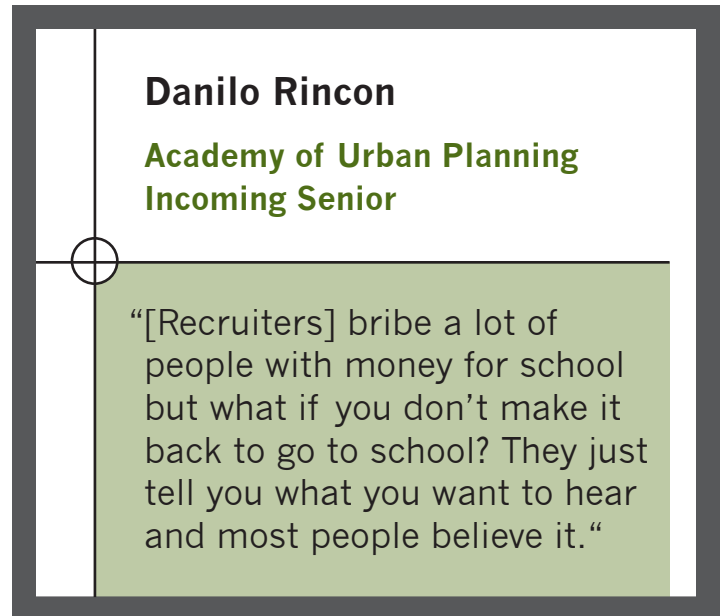 Danilo Rincon
Academy of Urban Planning
Incoming Senior
“[Recruiters] bribe a lot of
people with money for school
but what if you don’t make it
back to go to school? They just
tell you what you want to hear
and most people believe it.“